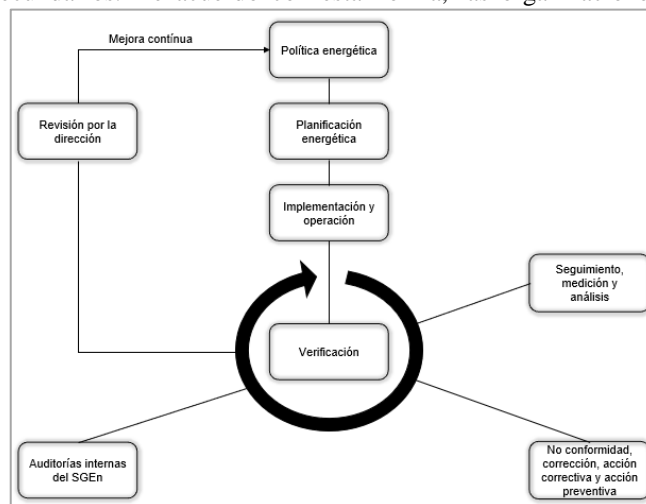 Mejora contínua
Política energética
Revisión por la
dirección
Planificación
energética
Implementación y
operación
Seguimiento,
medición y
análisis
Verificación
Auditorías internas
del SGEn
No conformidad,
corrección, acción
correctiva y acción
preventiva